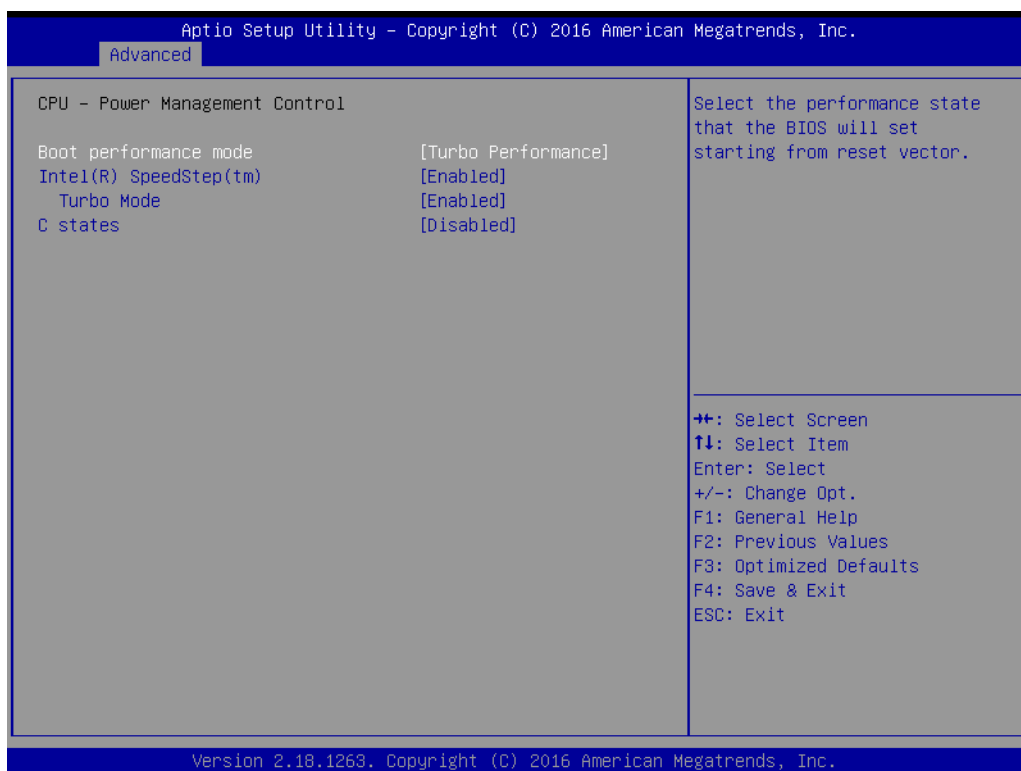 Aptio Setup Utility – Copyright (C) 2016 American Megatrends, Inc.
Advanced
CPU – Power Management Control
Boot performance mode [Turbo Performance]
Intel(R) SpeedStep(tm) [Enabled]
Turbo Mode [Enabled]
C states [Disabled]
Select the performance state
that the BIOS will set
starting from reset vector.
→←: Select Screen
↑↓: Select Item
Enter: Select
+/-: Change Opt.
F1: General Help
F2: Previous Values
F3: Optimized Defaults
F4: Save & Exit
ESC: Exit
Version 2.18.1263. Copyright (C) 2016 American Megatrends, Inc.